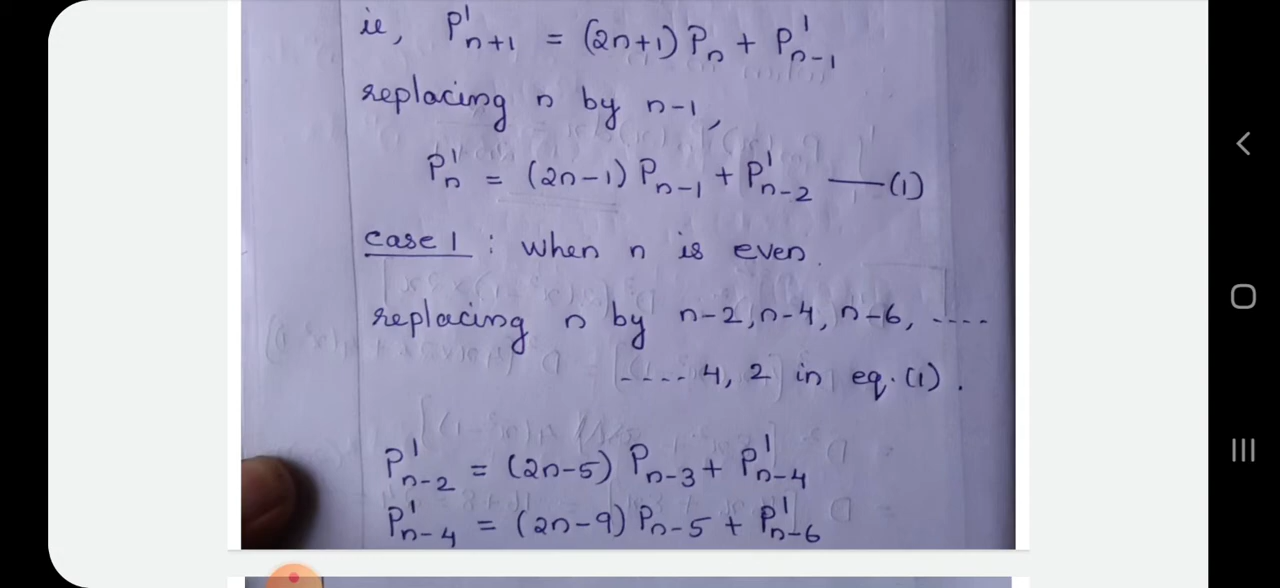 ie, P'n+1 = (2n+1) Pn + P'n-1
replacing n by n-1,
P'n = (2n-1) Pn-1 + P'n-2 —(1)
case 1 : when n is even.
replacing n by n-2, n-4, n-6, ----
---- 4, 2 in eq. (1).
P'n-2 = (2n-5) Pn-3 + P'n-4
P'n-4 = (2n-9) Pn-5 + P'n-6